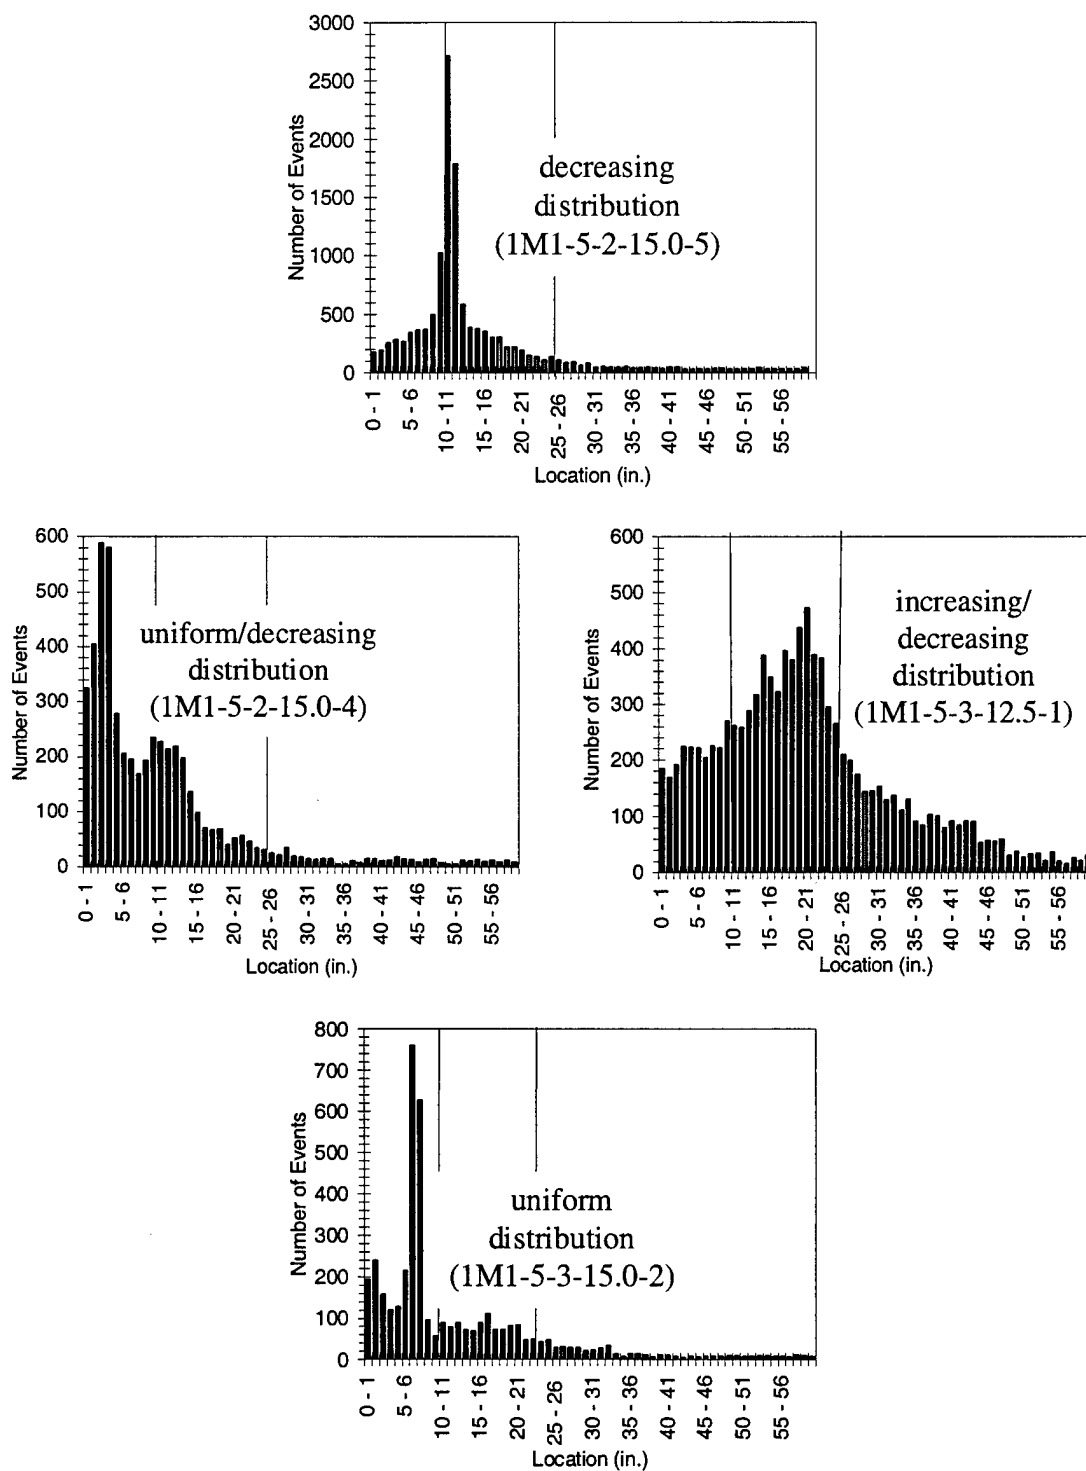 3000
2500
2000
1500
1000
500
0
Number of Events
decreasing
distribution
(1M1-5-2-15.0-5)
0 - 1
5 - 6
10 - 11
15 - 16
20 - 21
25 - 26
30 - 31
35 - 36
40 - 41
45 - 46
50 - 51
55 - 56
Location (in.)
600
500
400
300
200
100
0
Number of Events
uniform/decreasing
distribution
(1M1-5-2-15.0-4)
0 - 1
5 - 6
10 - 11
15 - 16
20 - 21
25 - 26
30 - 31
35 - 36
40 - 41
45 - 46
50 - 51
55 - 56
Location (in.)
600
500
400
300
200
100
0
Number of Events
increasing/
decreasing
distribution
(1M1-5-3-12.5-1)
0 - 1
5 - 6
10 - 11
15 - 16
20 - 21
25 - 26
30 - 31
35 - 36
40 - 41
45 - 46
50 - 51
55 - 56
Location (in.)
800
700
600
500
400
300
200
100
0
Number of Events
uniform
distribution
(1M1-5-3-15.0-2)
0 - 1
5 - 6
10 - 11
15 - 16
20 - 21
25 - 26
30 - 31
35 - 36
40 - 41
45 - 46
50 - 51
55 - 56
Location (in.)